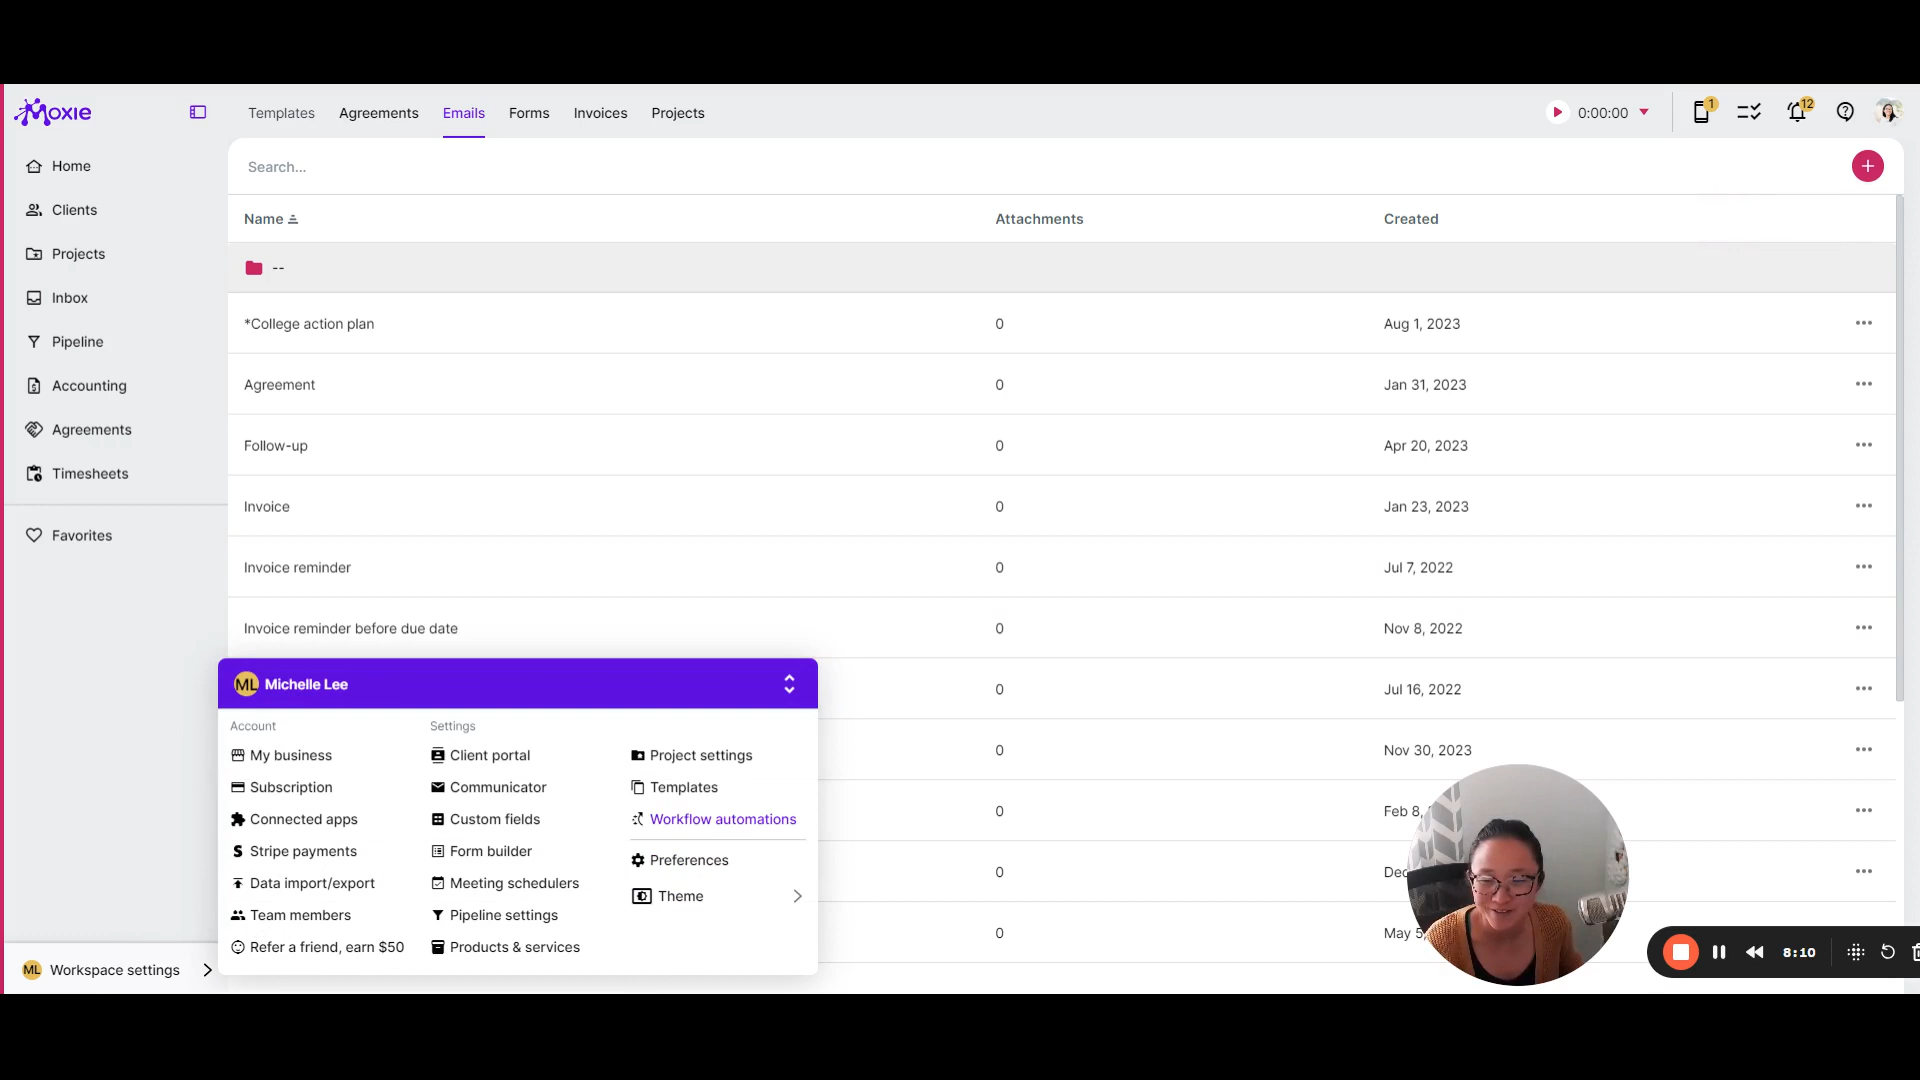 Moxie
Templates
Agreements
Emails
Forms
Invoices
Projects
0:00:00
1
12
Home
Clients
Projects
Inbox
Pipeline
Accounting
Agreements
Timesheets
Favorites
Search...
Name
Attachments
Created
--
*College action plan 0 Aug 1, 2023
Agreement 0 Jan 31, 2023
Follow-up 0 Apr 20, 2023
Invoice 0 Jan 23, 2023
Invoice reminder 0 Jul 7, 2022
Invoice reminder before due date 0 Nov 8, 2022
0 Jul 16, 2022
0 Nov 30, 2023
0 Feb 8,
0 Dec
0 May 5,
ML Michelle Lee
Account
My business
Subscription
Connected apps
Stripe payments
Data import/export
Team members
Refer a friend, earn $50
Settings
Client portal
Communicator
Custom fields
Form builder
Meeting schedulers
Pipeline settings
Products & services
Project settings
Templates
Workflow automations
Preferences
Theme
ML Workspace settings
8:10